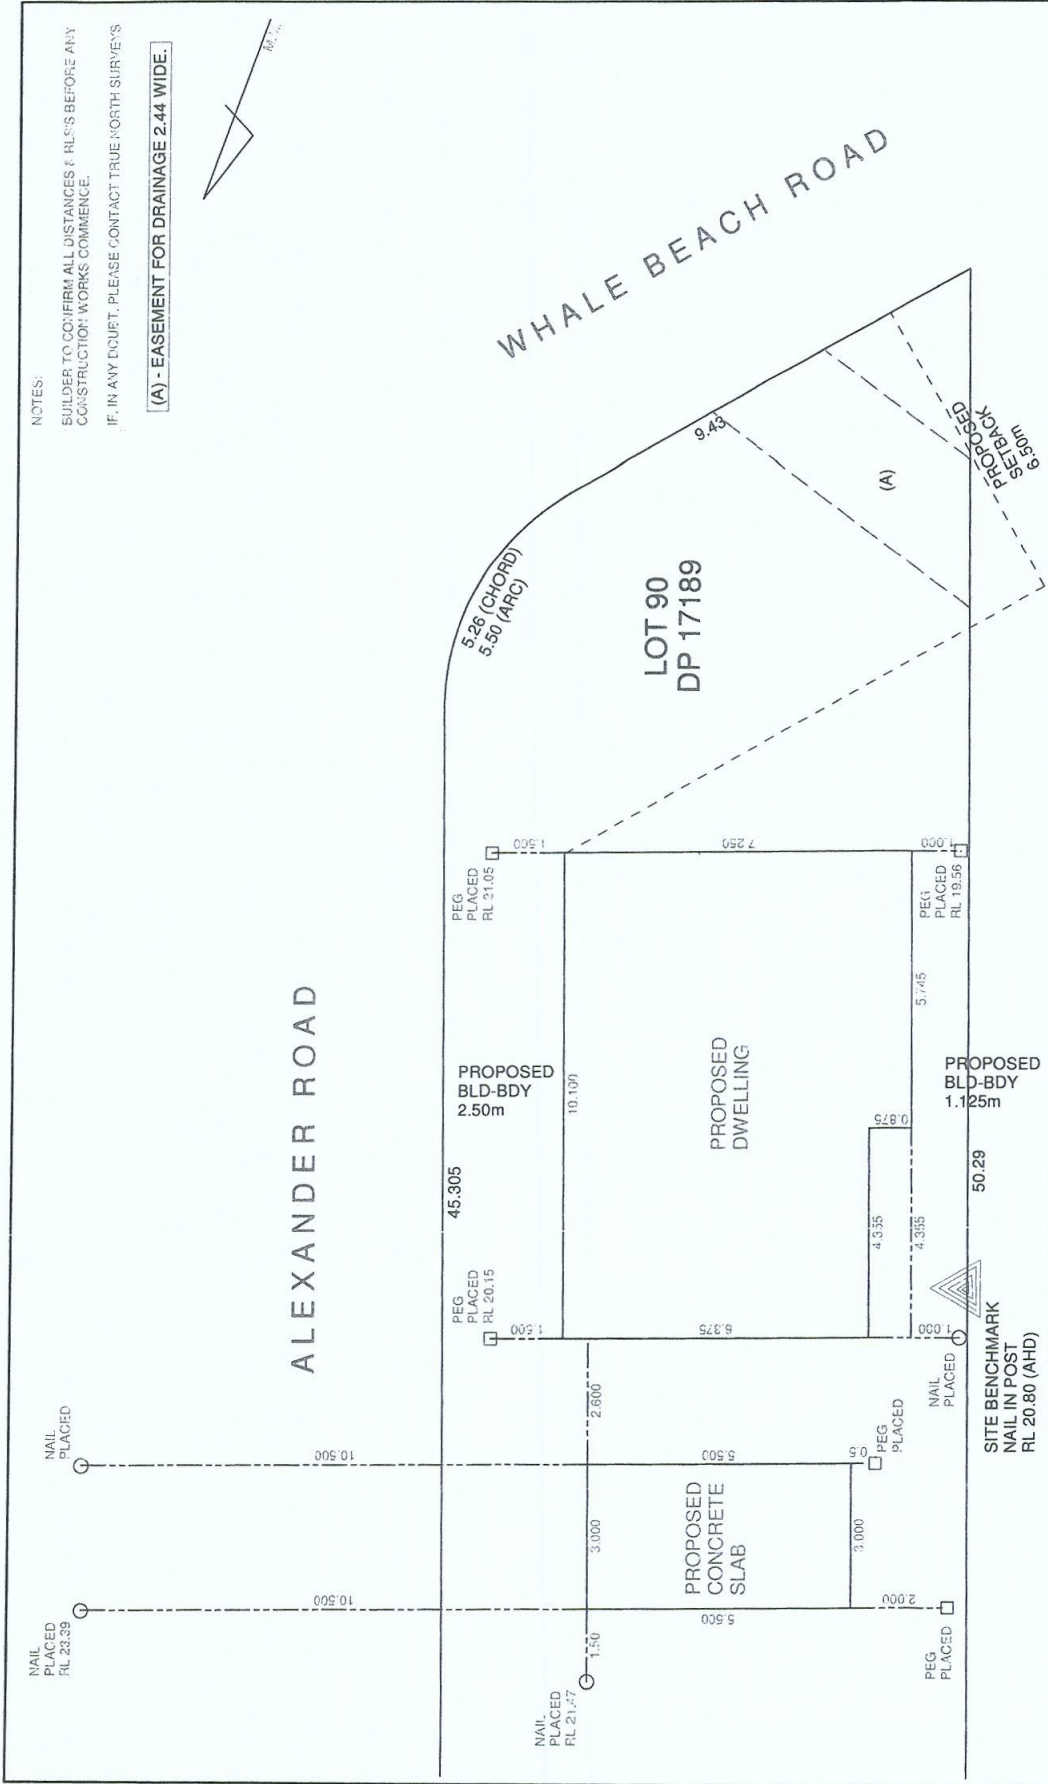 NOTES:
BUILDER TO CONFIRM ALL DISTANCES & RLS'S BEFORE ANY
CONSTRUCTION WORKS COMMENCE.
IF, IN ANY DOUBT, PLEASE CONTACT TRUE NORTH SURVEYS
(A) - EASEMENT FOR DRAINAGE 2.44 WIDE.
WHALE BEACH ROAD
ALEXANDER ROAD
9.43
5.26 (CHORD)
5.50 (ARC)
(A)
PROPOSED
SETBACK
6.50m
LOT 90
DP 17189
PEG
PLACED
RL 21.05
1.500
7.250
1.000
PEG
PLACED
RL 19.56
PROPOSED
BLD-BDY
2.50m
45.305
10.100
PROPOSED
DWELLING
5.745
0.875
4.355
4.355
PROPOSED
BLD-BDY
1.125m
50.29
PEG
PLACED
RL 20.15
1.500
6.375
1.000
NAIL
PLACED
SITE BENCHMARK
NAIL IN POST
RL 20.80 (AHD)
NAIL
PLACED
10.500
2.600
5.500
0.5
PEG
PLACED
3.000
PROPOSED
CONCRETE
SLAB
3.000
NAIL
PLACED
RL 23.39
10.500
5.500
2.000
PEG
PLACED
1.50
NAIL
PLACED
RL 21.47